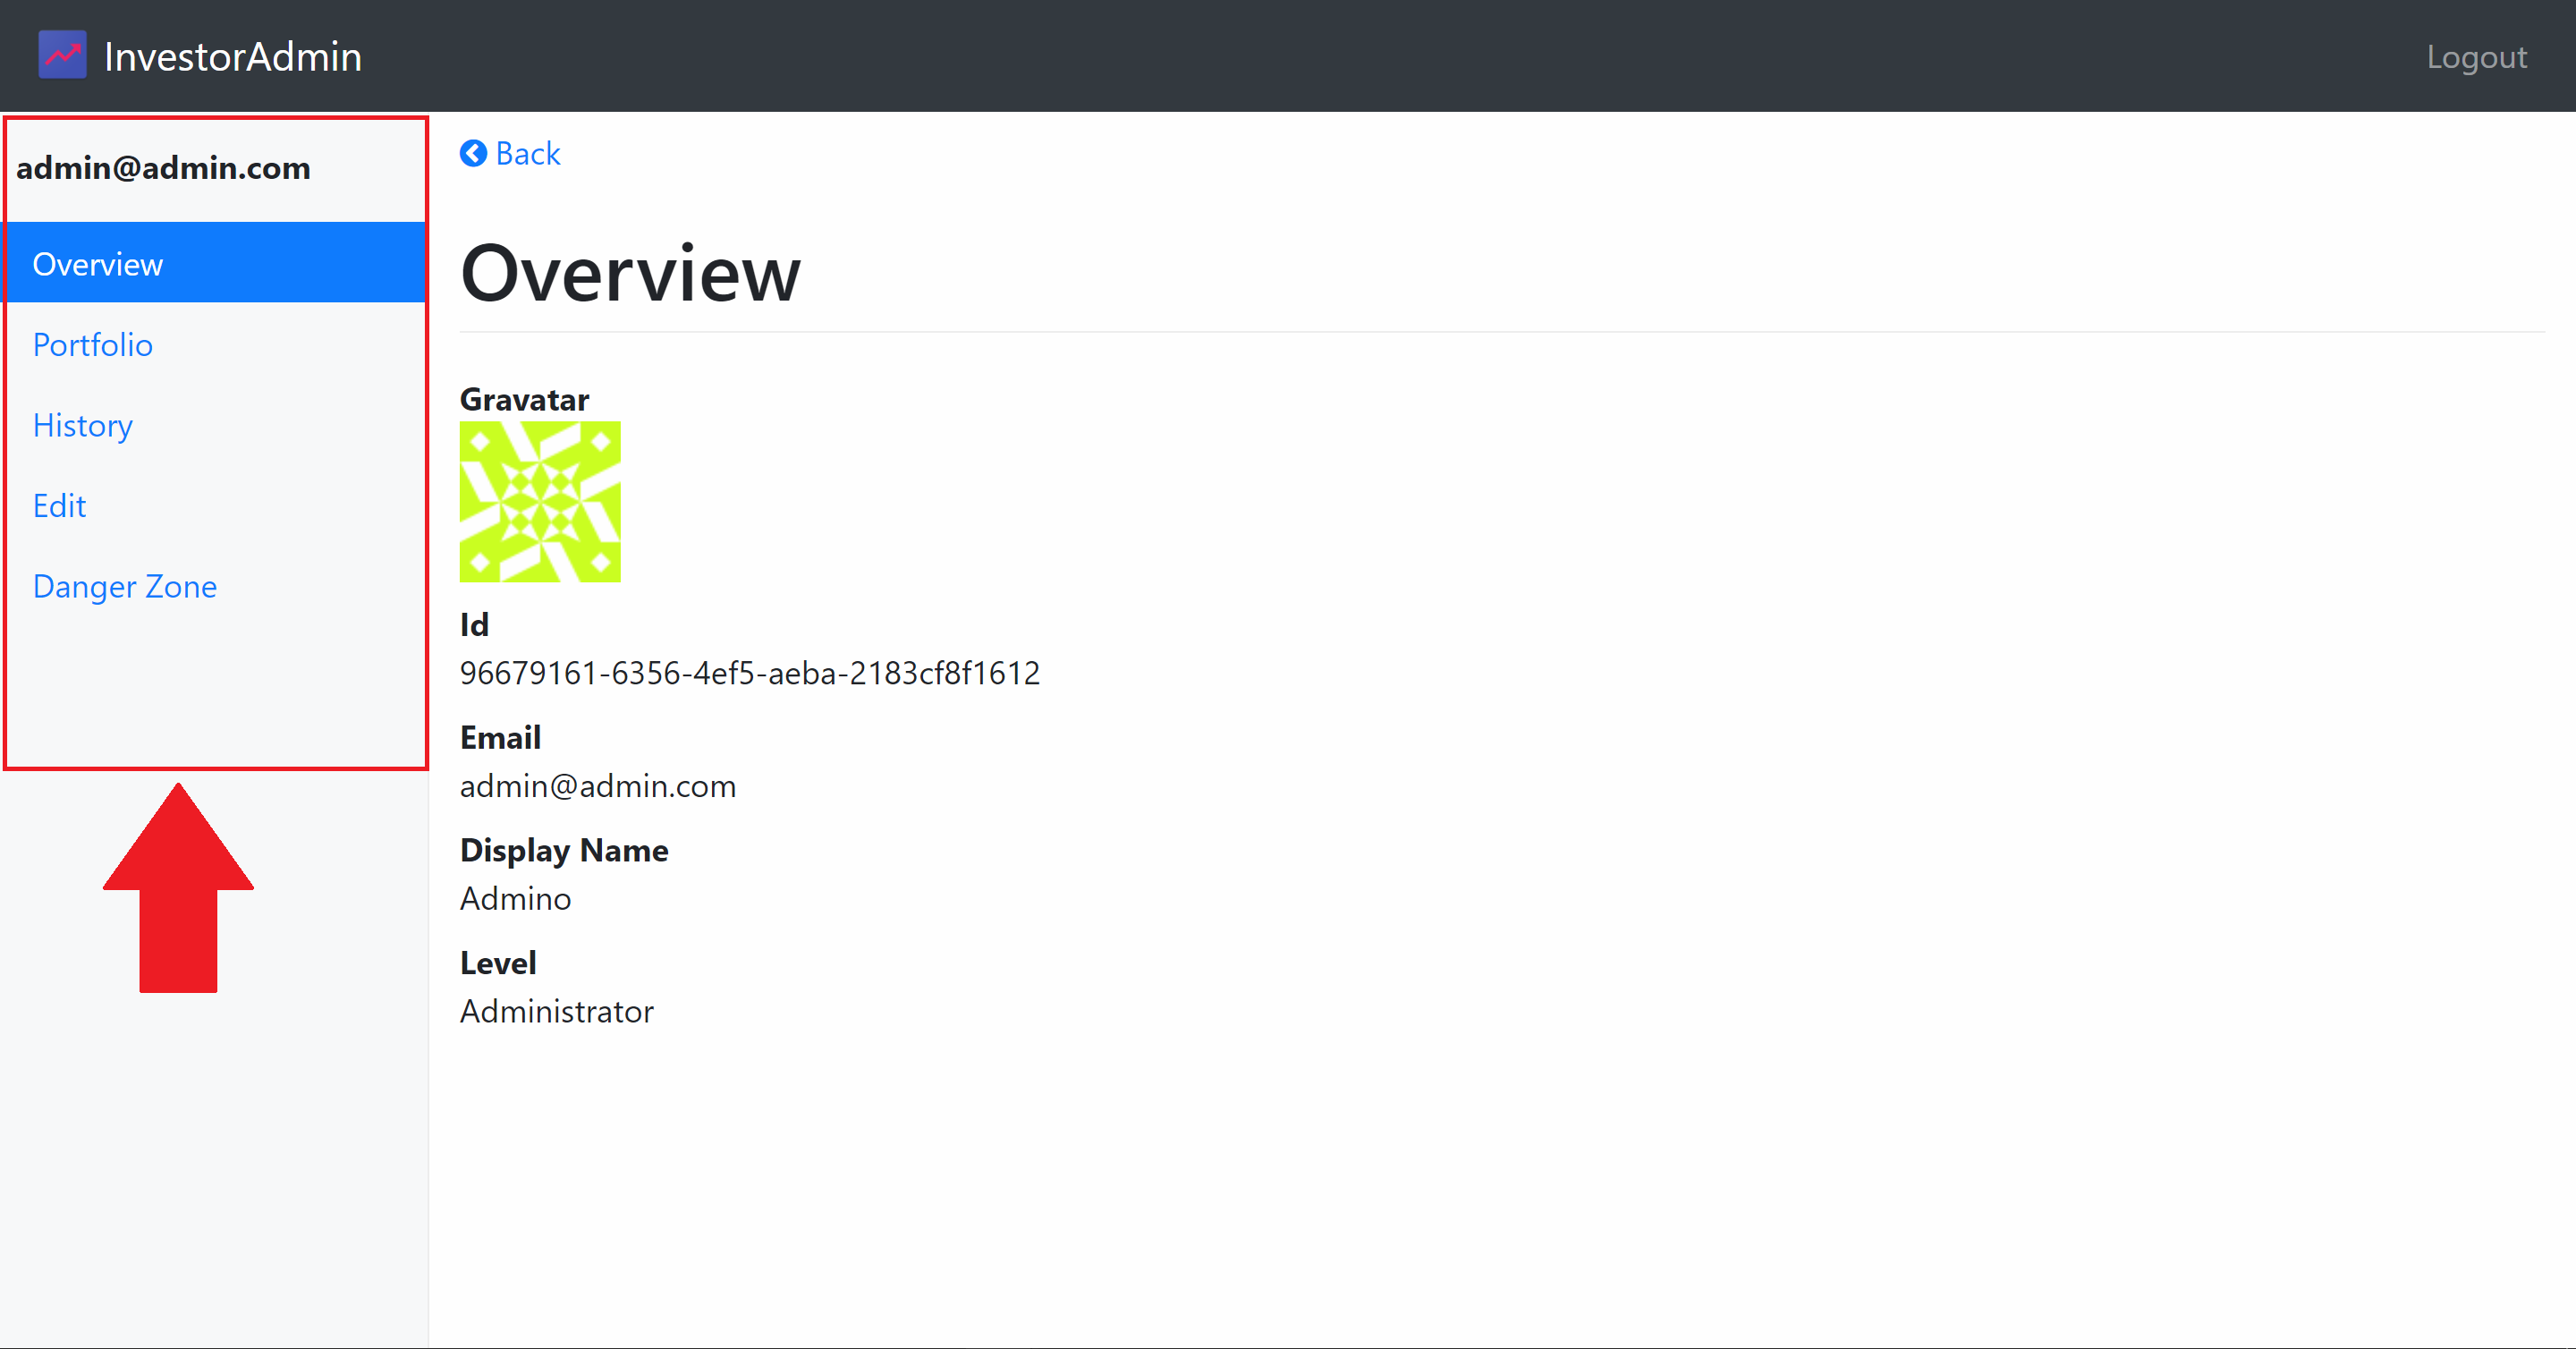 InvestorAdmin
Logout
admin@admin.com
Overview
Portfolio
History
Edit
Danger Zone
Back
Overview
Gravatar
Id
96679161-6356-4ef5-aeba-2183cf8f1612
Email
admin@admin.com
Display Name
Admino
Level
Administrator